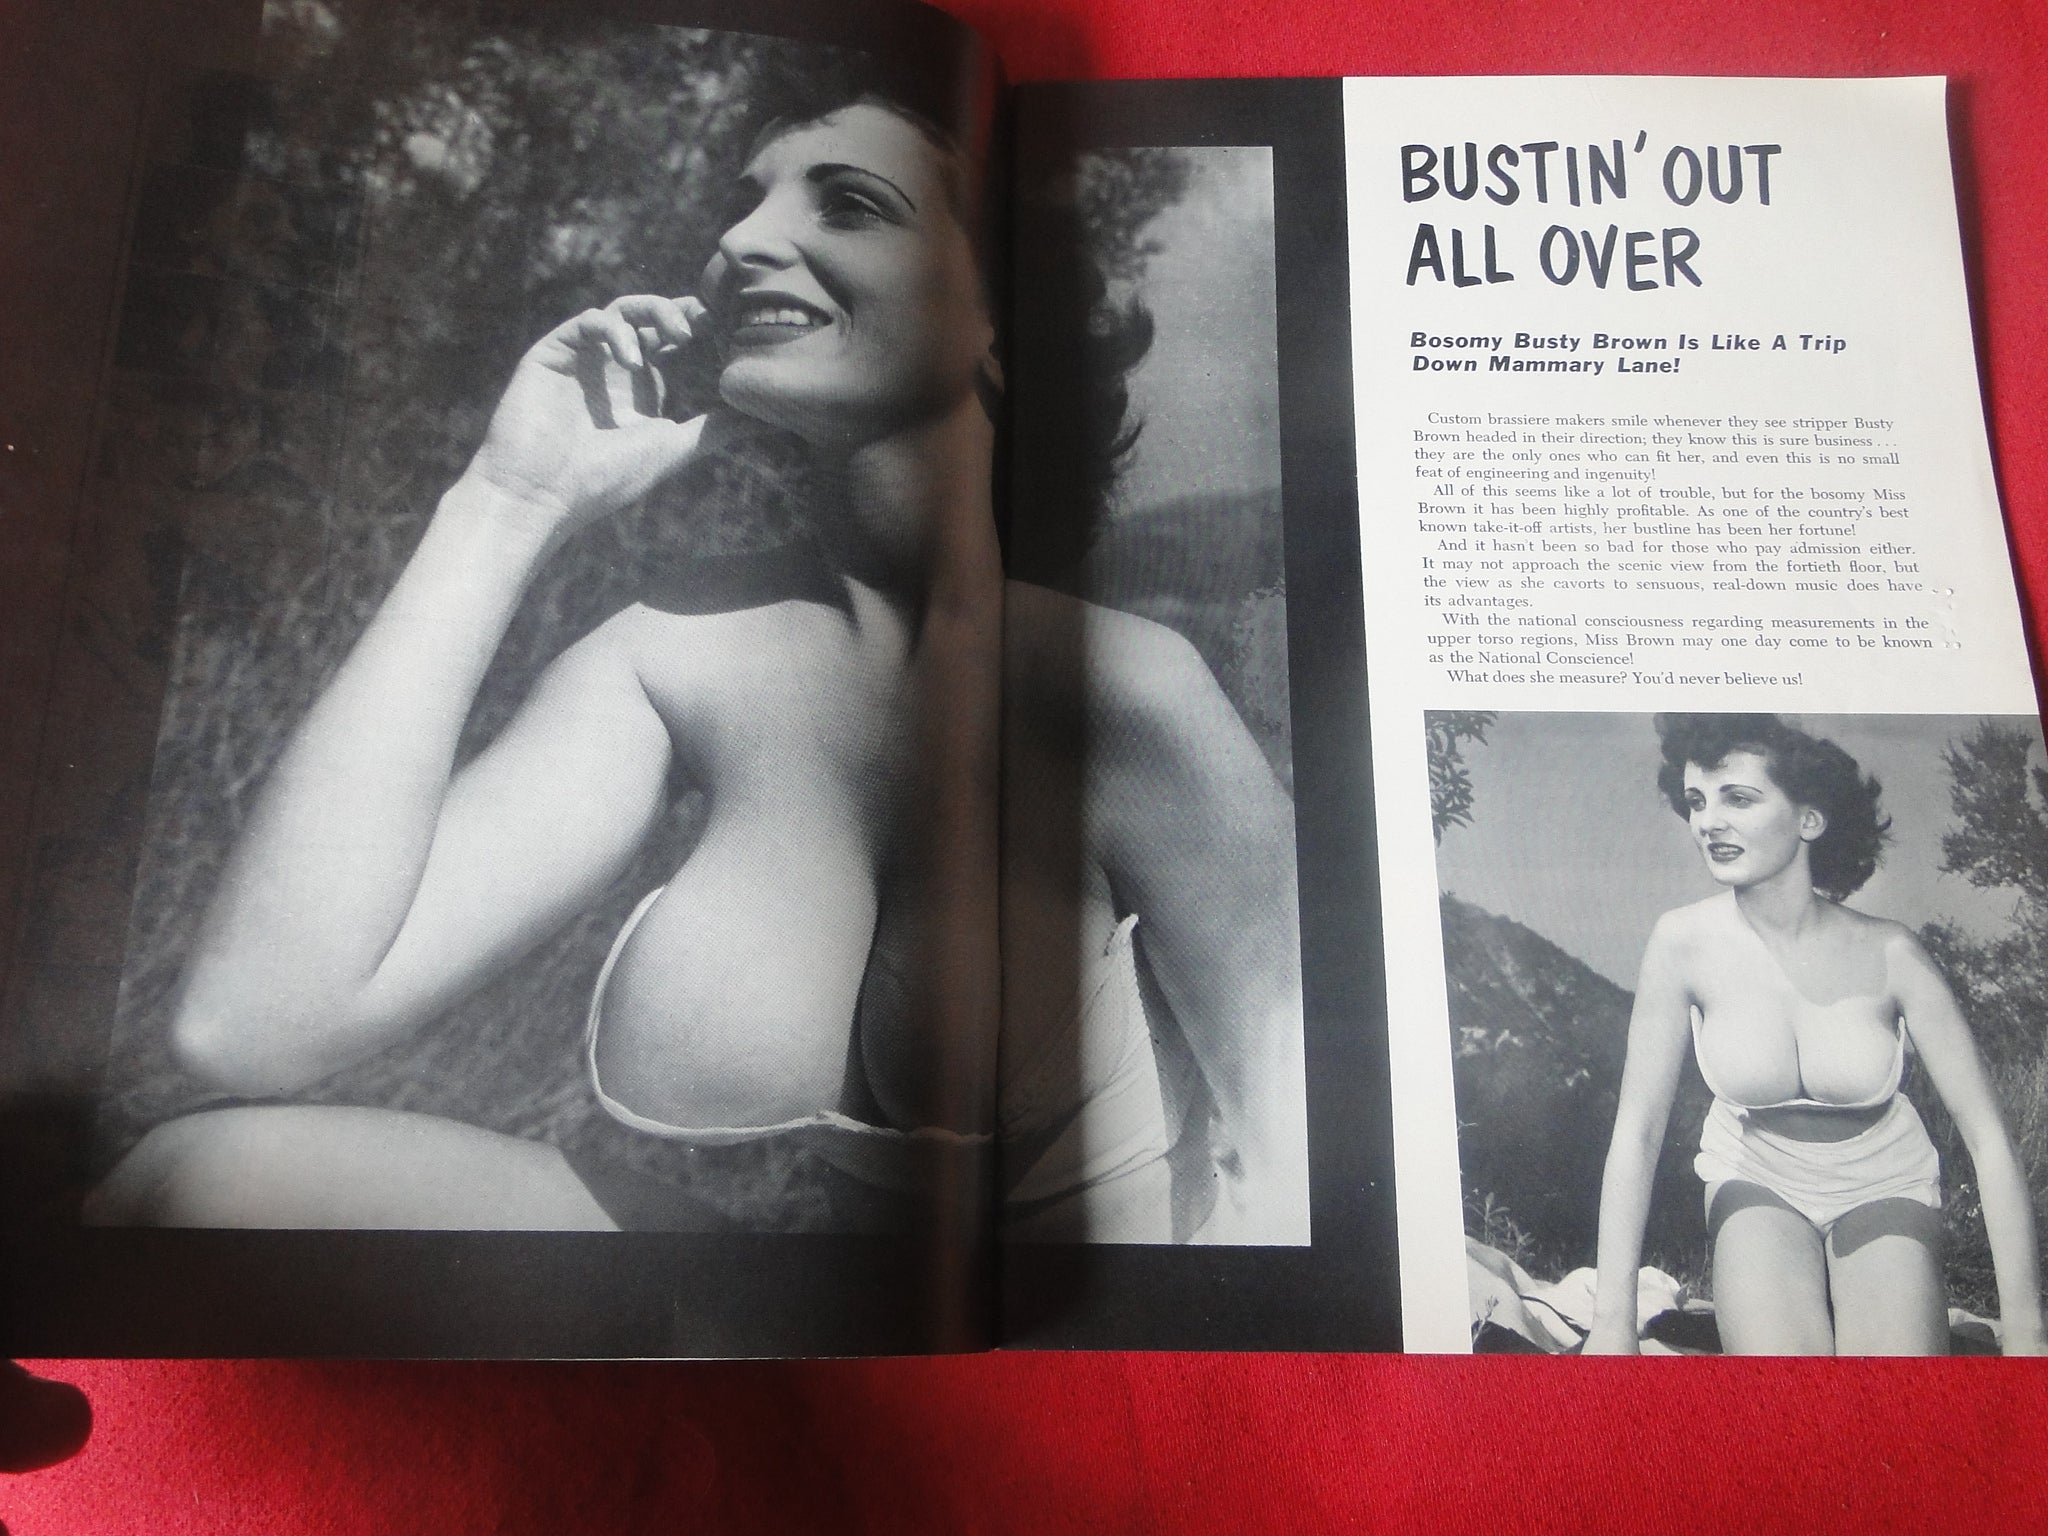 BUSTIN' OUT
ALL OVER
Bosomy Busty Brown Is Like A Trip
Down Mammary Lane!
Custom brassiere makers smile whenever they see stripper Busty
Brown headed in their direction; they know this is sure business . . .
they are the only ones who can fit her, and even this is no small
feat of engineering and ingenuity!
All of this seems like a lot of trouble, but for the bosomy Miss
Brown it has been highly profitable. As one of the country's best
known take-it-off artists, her bustline has been her fortune!
And it hasn't been so bad for those who pay admission either.
It may not approach the scenic view from the fortieth floor, but
the view as she cavorts to sensuous, real-down music does have
its advantages.
With the national consciousness regarding measurements in the
upper torso regions, Miss Brown may one day come to be known
as the National Conscience!
What does she measure? You'd never believe us!